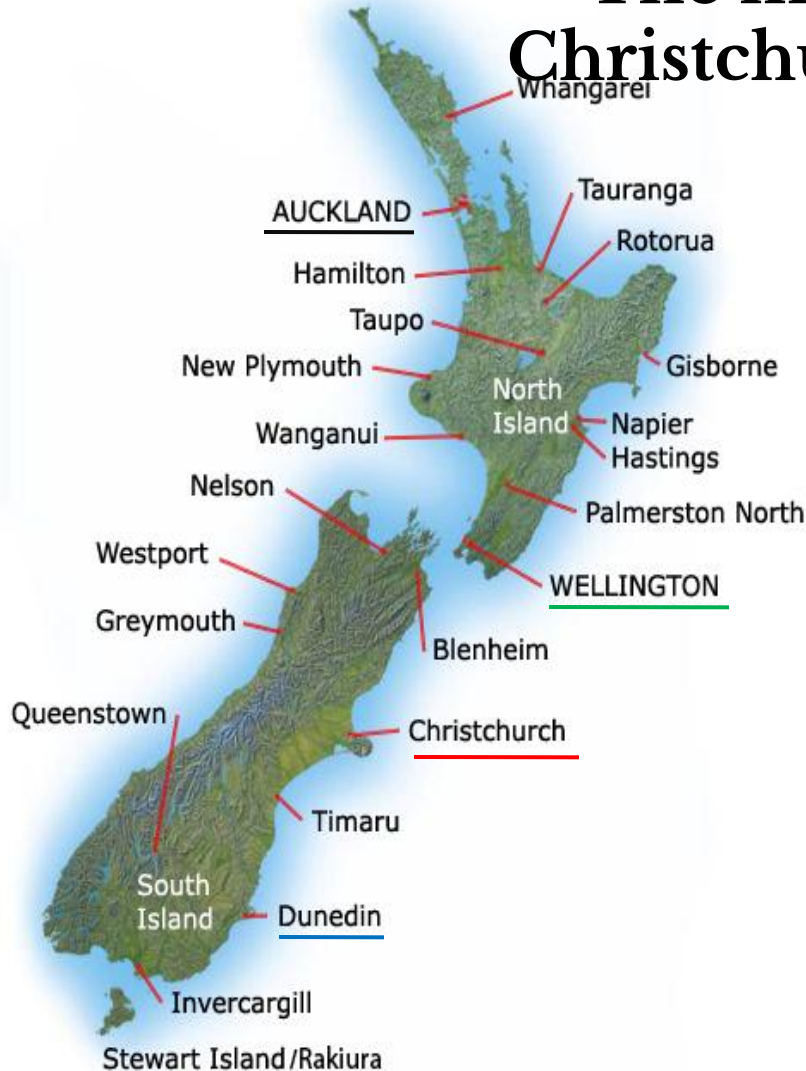 Whangarei
Tauranga
AUCKLAND
Rotorua
Hamilton
Taupo
New Plymouth
Gisborne
North
Island
Napier
Wanganui
Hastings
Nelson
Palmerston North
Westport
WELLINGTON
Greymouth
Blenheim
Queenstown
Christchurch
Timaru
South
Island
Dunedin
Invercargill
Stewart Island/Rakiura